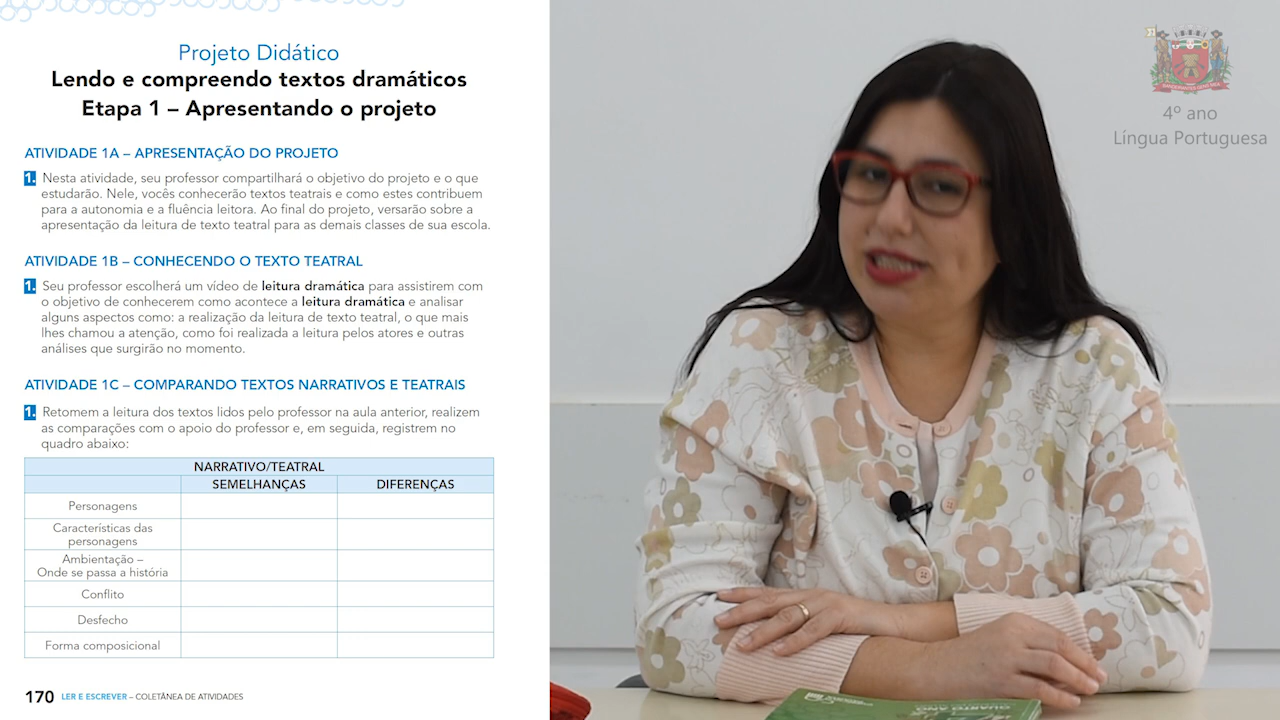 Projeto Didático
Lendo e compreendo textos dramáticos
Etapa 1 – Apresentando o projeto
ATIVIDADE 1A – APRESENTAÇÃO DO PROJETO
1. Nesta atividade, seu professor compartilhará o objetivo do projeto e o que
estudarão. Nele, vocês conhecerão textos teatrais e como estes contribuem
para a autonomia e a fluência leitora. Ao final do projeto, versarão sobre a
apresentação da leitura de texto teatral para as demais classes de sua escola.
ATIVIDADE 1B – CONHECENDO O TEXTO TEATRAL
1. Seu professor escolherá um vídeo de leitura dramática para assistirem com
o objetivo de conhecerem como acontece a leitura dramática e analisar
alguns aspectos como: a realização da leitura de texto teatral, o que mais
lhes chamou a atenção, como foi realizada a leitura pelos atores e outras
análises que surgirão no momento.
ATIVIDADE 1C – COMPARANDO TEXTOS NARRATIVOS E TEATRAIS
1. Retomem a leitura dos textos lidos pelo professor na aula anterior, realizem
as comparações com o apoio do professor e, em seguida, registrem no
quadro abaixo:
NARRATIVO/TEATRAL
SEMELHANÇAS DIFERENÇAS
Personagens
Características das
personagens
Ambientação –
Onde se passa a história
Conflito
Desfecho
Forma composicional
170 LER E ESCREVER – COLETÂNEA DE ATIVIDADES
4º ano
Língua Portuguesa
QUARTO ANO